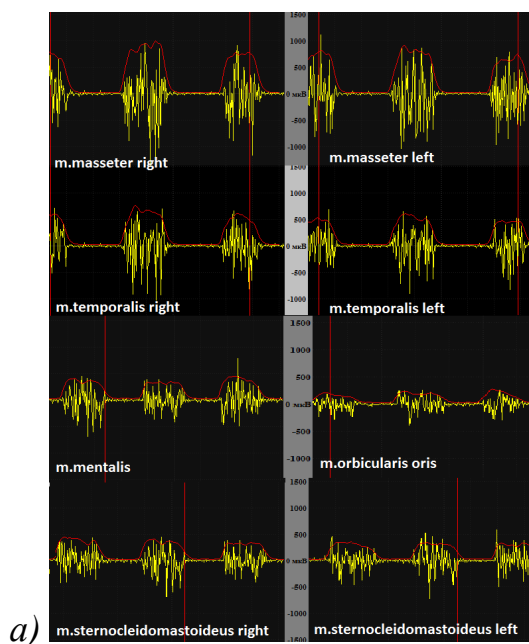 1500
1000
500
0 мкВ
-500
-1000
m.masseter right
m.masseter left
1500
1000
500
0 мкВ
-500
-1000
m.temporalis right
m.temporalis left
1500
1000
500
0 мкВ
-500
-1000
m.mentalis
m.orbicularis oris
1500
1000
500
0 мкВ
-500
-1000
-1500
m.sternocleidomastoideus right
m.sternocleidomastoideus left
a)